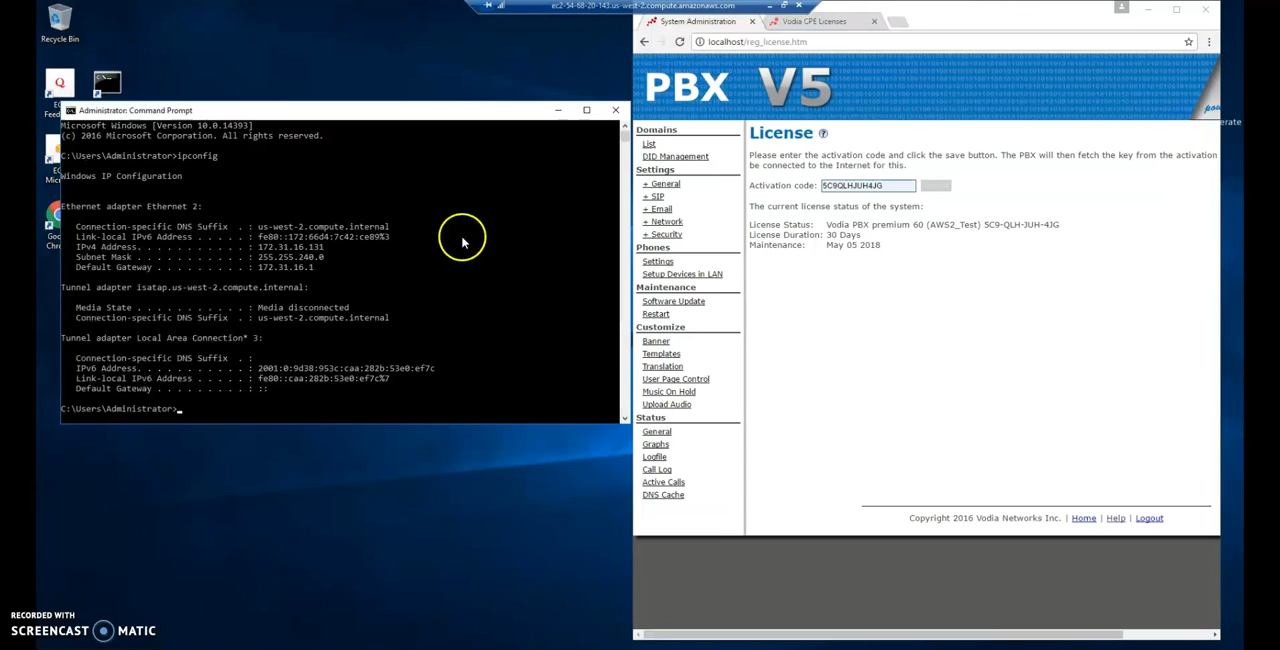 ec2-54-68-20-143.us-west-2.compute.amazonaws.com
Recycle Bin
Administrator: Command Prompt
Microsoft Windows [Version 10.0.14393]
(c) 2016 Microsoft Corporation. All rights reserved.
C:\Users\Administrator>ipconfig
Windows IP Configuration
Ethernet adapter Ethernet 2:
Connection-specific DNS Suffix . : us-west-2.compute.internal
Link-local IPv6 Address . . . . . : fe80::172:66d4:7c42:ce89%3
IPv4 Address. . . . . . . . . . . : 172.31.16.131
Subnet Mask . . . . . . . . . . . : 255.255.240.0
Default Gateway . . . . . . . . . : 172.31.16.1
Tunnel adapter isatap.us-west-2.compute.internal:
Media State . . . . . . . . . . . : Media disconnected
Connection-specific DNS Suffix . : us-west-2.compute.internal
Tunnel adapter Local Area Connection* 3:
Connection-specific DNS Suffix . :
IPv6 Address. . . . . . . . . . . : 2001:0:9d38:953c:caa:282b:53e0:ef7c
Link-local IPv6 Address . . . . . : fe80::caa:282b:53e0:ef7c%7
Default Gateway . . . . . . . . . : ::
C:\Users\Administrator>
System Administration
Vodia GPE Licenses
localhost/reg_license.htm
PBX V5
Domains
List
DID Management
Settings
+ General
+ SIP
+ Email
+ Network
+ Security
Phones
Settings
Setup Devices in LAN
Maintenance
Software Update
Restart
Customize
Banner
Templates
Translation
User Page Control
Music On Hold
Upload Audio
Status
General
Graphs
Logfile
Call Log
Active Calls
DNS Cache
License
Please enter the activation code and click the save button. The PBX will then fetch the key from the activation
be connected to the Internet for this.
Activation code: 5C9QLHJUH4JG
The current license status of the system:
License Status: Vodia PBX premium 60 (AWS2_Test) 5C9-QLH-JUH-4JG
License Duration: 30 Days
Maintenance: May 05 2018
Copyright 2016 Vodia Networks Inc. | Home | Help | Logout
RECORDED WITH
SCREENCAST MATIC